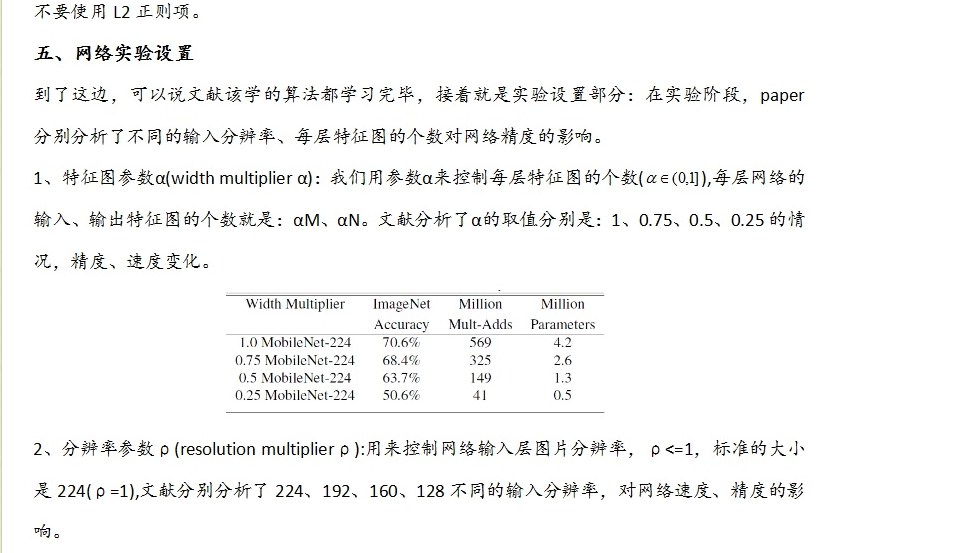 不要使用 L2 正则项。
五、网络实验设置
到了这边，可以说文献该学的算法都学习完毕，接着就是实验设置部分：在实验阶段，paper
分别分析了不同的输入分辨率、每层特征图的个数对网络精度的影响。
1、特征图参数α(width multiplier α)：我们用参数α来控制每层特征图的个数(α∈(0,1]),每层网络的
输入、输出特征图的个数就是：αM、αN。文献分析了α的取值分别是：1、0.75、0.5、0.25 的情
况，精度、速度变化。
Width Multiplier ImageNet Million Million
Accuracy Mult-Adds Parameters
1.0 MobileNet-224 70.6% 569 4.2
0.75 MobileNet-224 68.4% 325 2.6
0.5 MobileNet-224 63.7% 149 1.3
0.25 MobileNet-224 50.6% 41 0.5
2、分辨率参数 ρ (resolution multiplier ρ ):用来控制网络输入层图片分辨率， ρ <=1，标准的大小
是 224( ρ =1),文献分别分析了 224、192、160、128 不同的输入分辨率，对网络速度、精度的影
响。